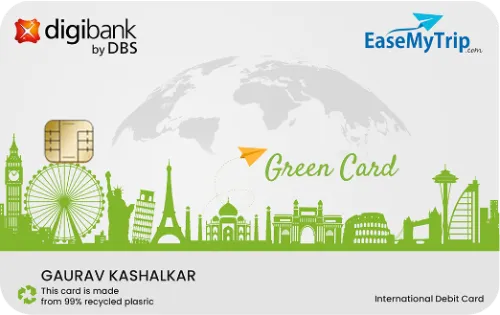 digibank
by DBS
EaseMyTrip
.com
Green Card
GAURAV KASHALKAR
This card is made
from 99% recycled plasric
International Debit Card